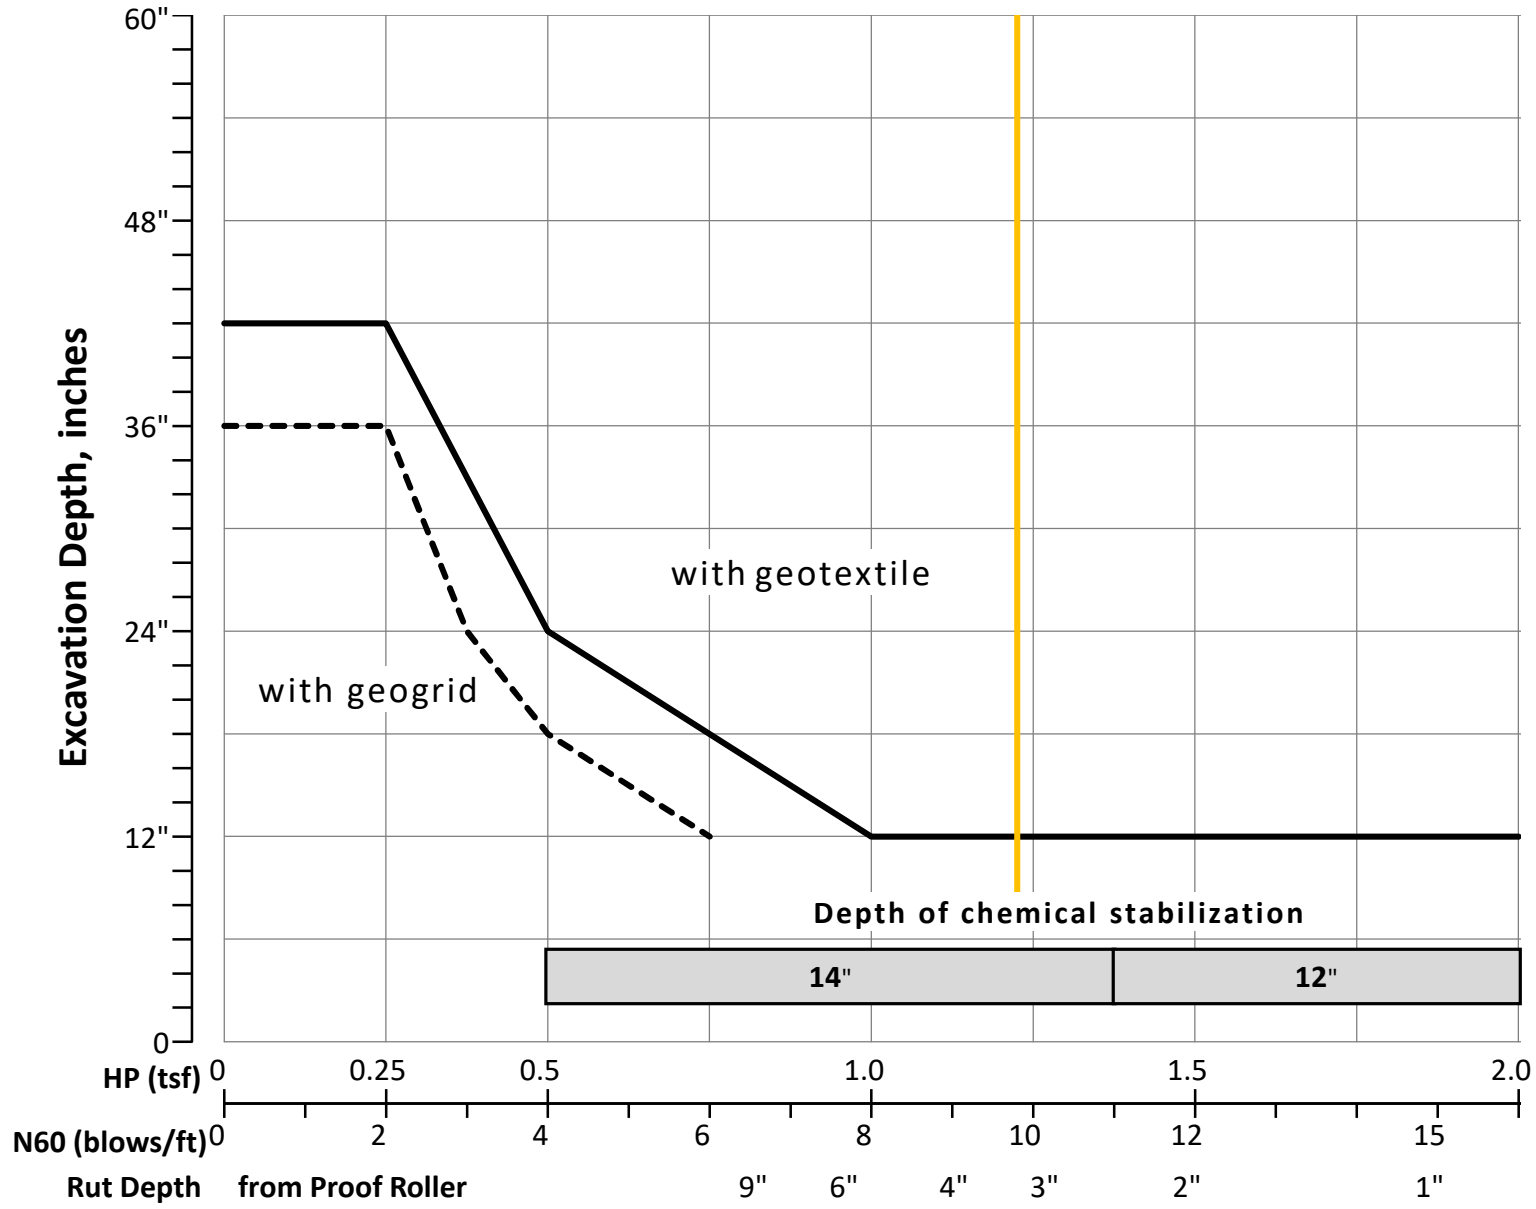 60"
48"
36"
24"
12"
0
Excavation Depth, inches
with geotextile
with geogrid
Depth of chemical stabilization
14" 12"
HP (tsf) 0 0.25 0.5 1.0 1.5 2.0
N60 (blows/ft) 0 2 4 6 8 10 12 15
Rut Depth from Proof Roller 9" 6" 4" 3" 2" 1"